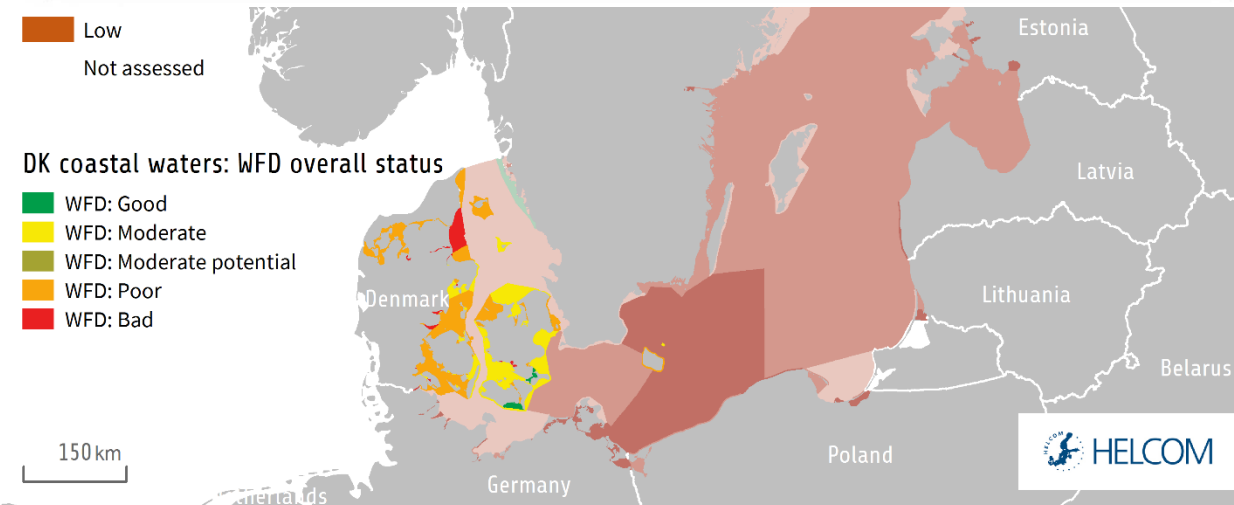 Low
Not assessed
DK coastal waters: WFD overall status
WFD: Good
WFD: Moderate
WFD: Moderate potential
WFD: Poor
WFD: Bad
150 km
Estonia
Latvia
Lithuania
Belarus
Denmark
Poland
Germany
HELCOM
HELCOM